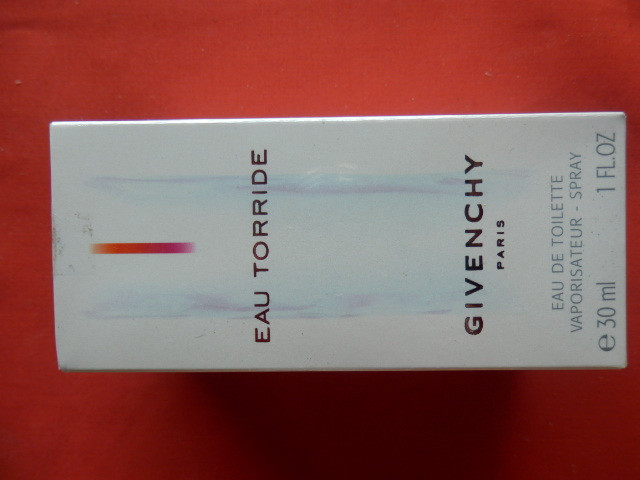 EAU TORRIDE
GIVENCHY
PARIS
EAU DE TOILETTE
VAPORISATEUR - SPRAY
℮ 30 ml 1 FL.OZ